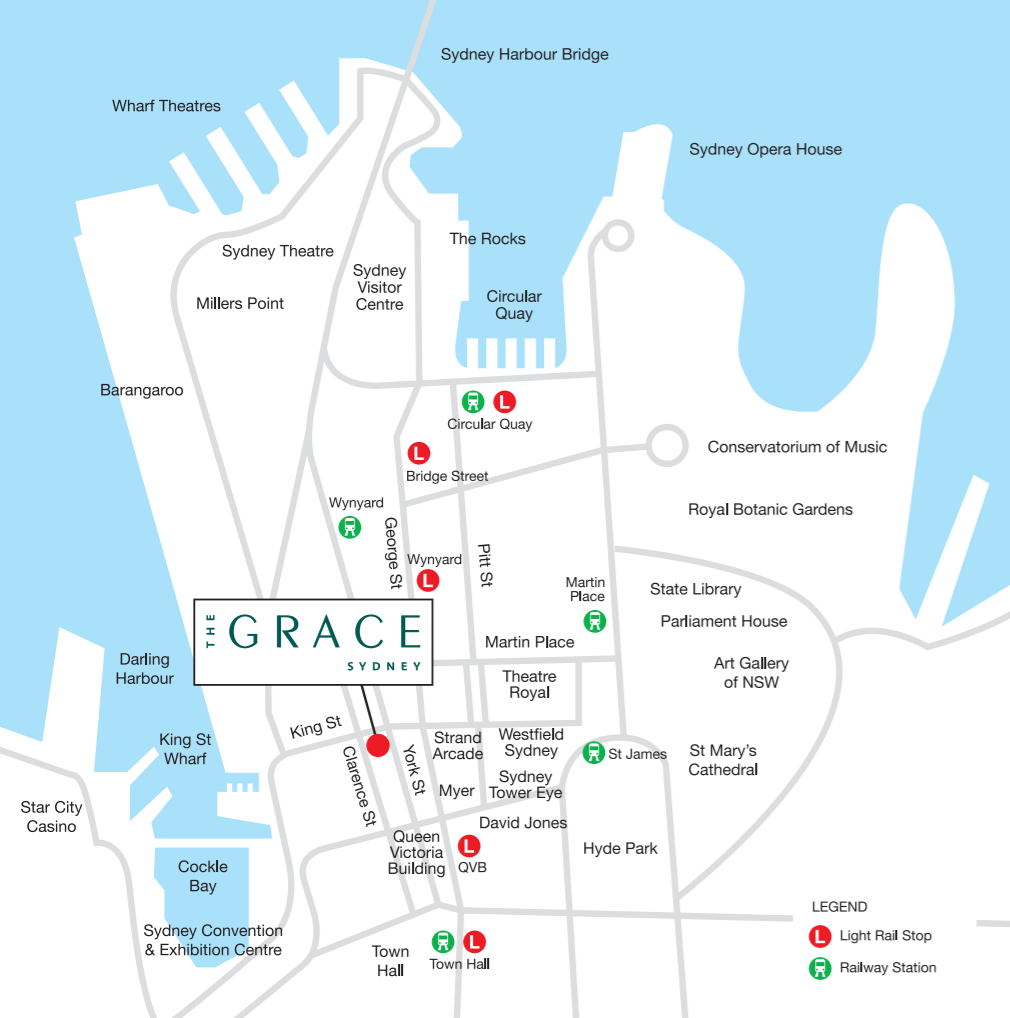 Sydney Harbour Bridge
Wharf Theatres
Sydney Opera House
The Rocks
Sydney Theatre
Sydney
Visitor
Centre
Millers Point
Circular
Quay
Barangaroo
L
Circular Quay
Conservatorium of Music
L
Bridge Street
Wynyard
Royal Botanic Gardens
George St
Pitt St
Wynyard
L
Martin
Place
State Library
THE
GRACE
SYDNEY
Parliament House
Martin Place
Darling
Harbour
Art Gallery
of NSW
Theatre
Royal
King St
King St
Wharf
Strand
Arcade
Westfield
Sydney
St James
St Mary's
Cathedral
Clarence St
York St
Myer
Sydney
Tower Eye
Star City
Casino
David Jones
Queen
Victoria
Building
L
QVB
Hyde Park
Cockle
Bay
Sydney Convention
& Exhibition Centre
Town
Hall
L
Town Hall
LEGEND
L Light Rail Stop
Railway Station